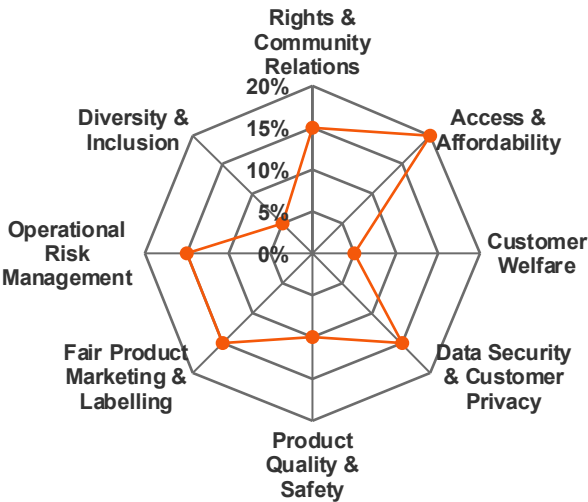 Rights &
Community
Relations
20%
15%
10%
5%
0%
Access &
Affordability
Customer
Welfare
Data Security
& Customer
Privacy
Product
Quality &
Safety
Fair Product
Marketing &
Labelling
Operational
Risk
Management
Diversity &
Inclusion